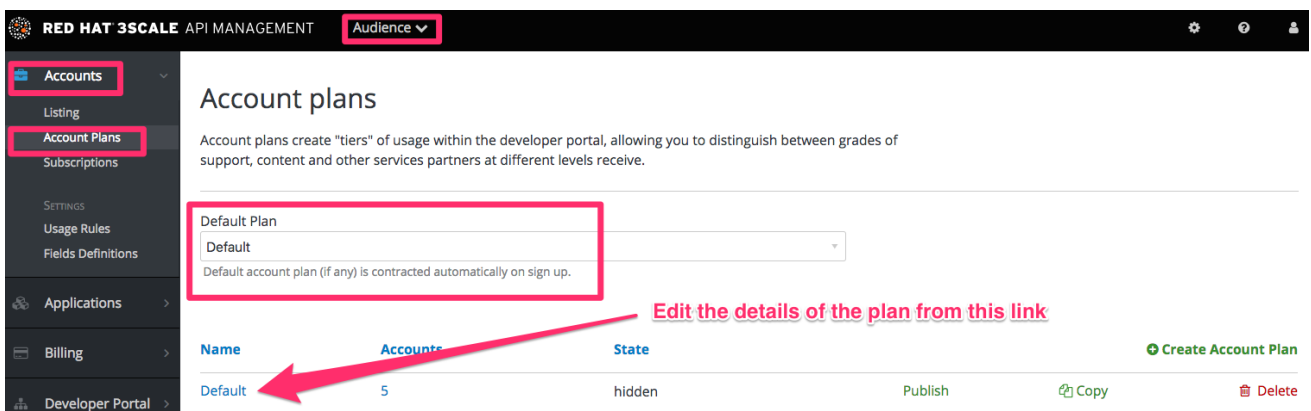 RED HAT 3SCALE API MANAGEMENT
Audience
Accounts
Listing
Account Plans
Subscriptions
SETTINGS
Usage Rules
Fields Definitions
Applications
Billing
Developer Portal
Account plans
Account plans create "tiers" of usage within the developer portal, allowing you to distinguish between grades of
support, content and other services partners at different levels receive.
Default Plan
Default
Default account plan (if any) is contracted automatically on sign up.
Edit the details of the plan from this link
Name Accounts State Create Account Plan
Default 5 hidden Publish Copy Delete